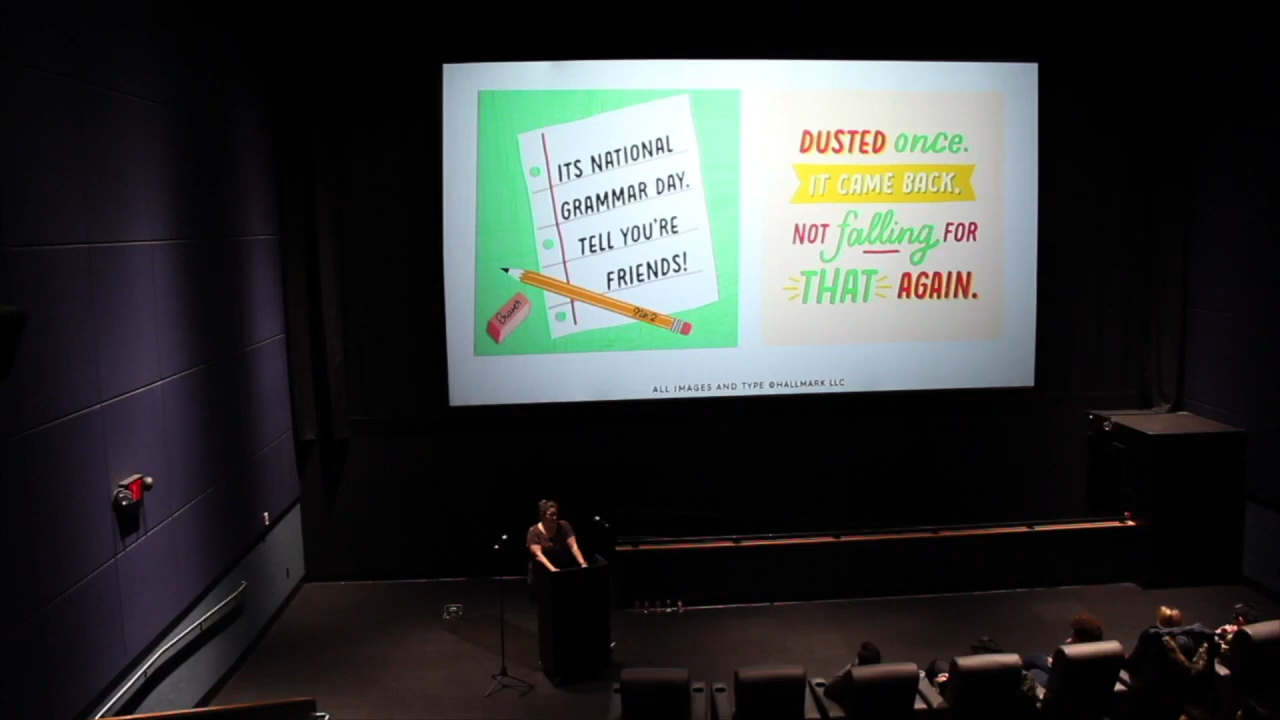 ITS NATIONAL
GRAMMAR DAY.
TELL YOU'RE
FRIENDS!
DUSTED once.
IT CAME BACK.
NOT falling FOR
THAT AGAIN.
ALL IMAGES AND TYPE ©HALLMARK LLC